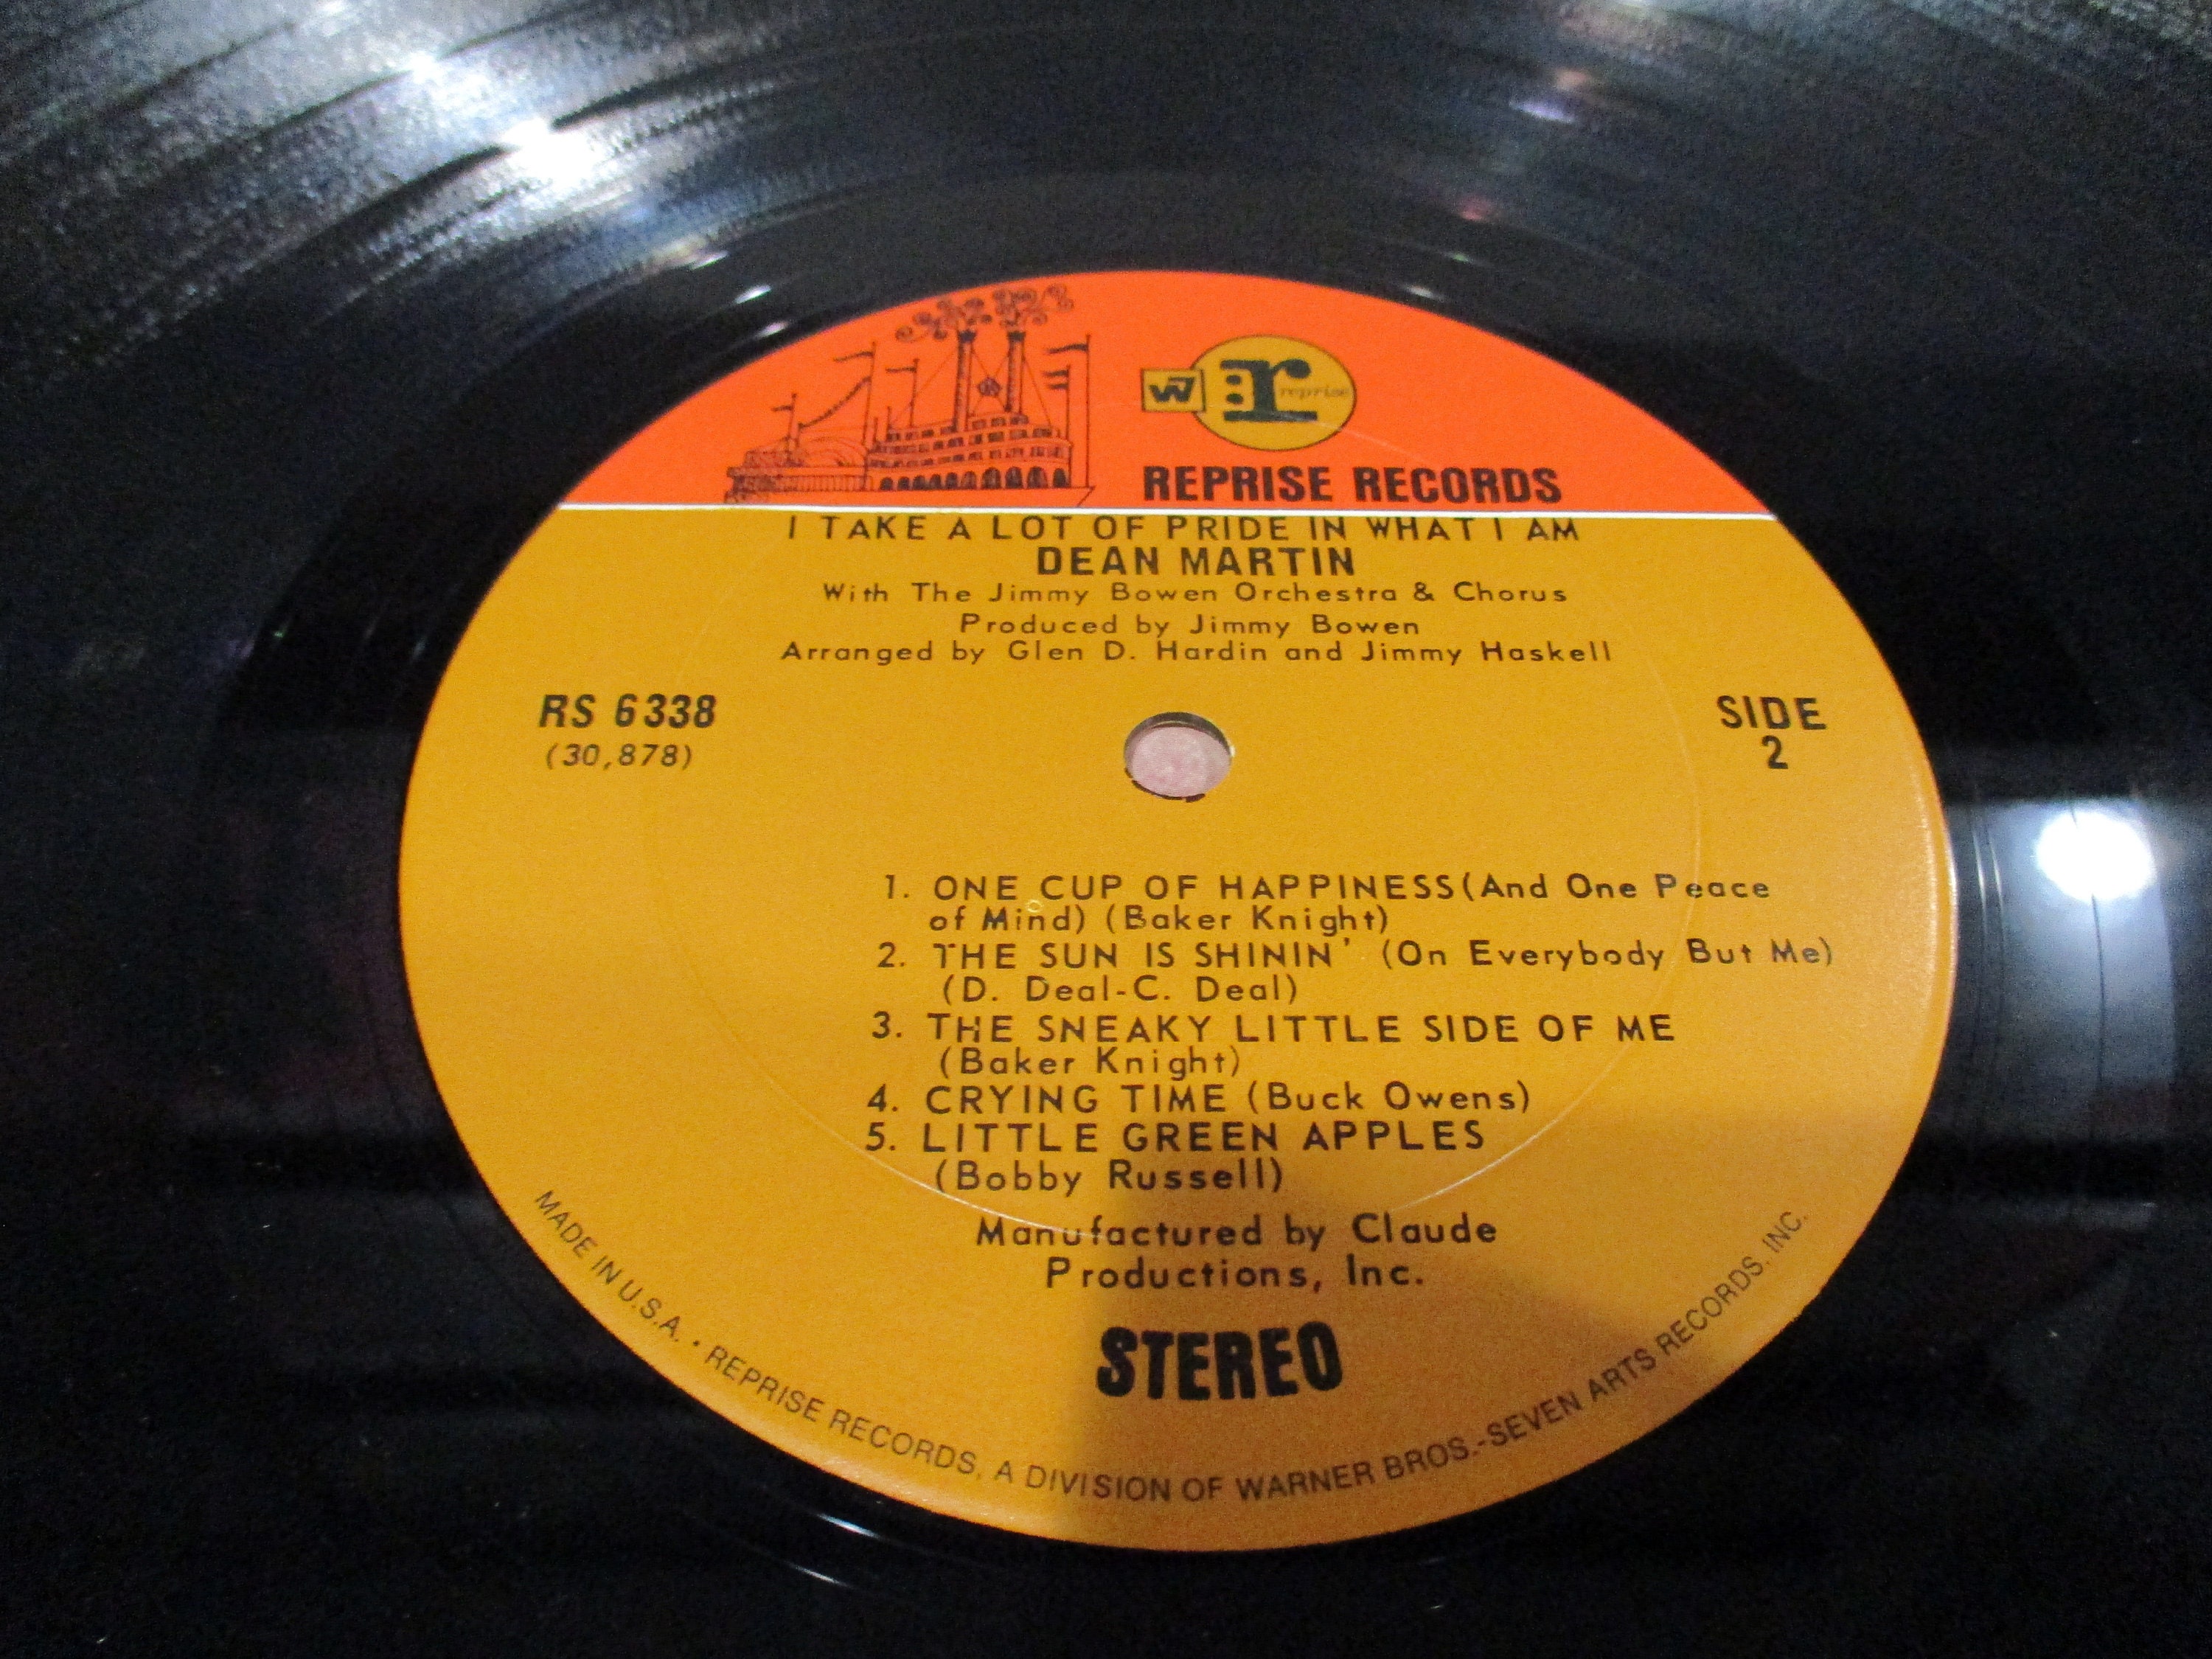 W7
r: reprise
REPRISE RECORDS
I TAKE A LOT OF PRIDE IN WHAT I AM
DEAN MARTIN
With The Jimmy Bowen Orchestra & Chorus
Produced by Jimmy Bowen
Arranged by Glen D. Hardin and Jimmy Haskell
RS 6338
(30,878)
SIDE
2
1. ONE CUP OF HAPPINESS(And One Peace
of Mind) (Baker Knight)
2. THE SUN IS SHININ' (On Everybody But Me)
(D. Deal-C. Deal)
3. THE SNEAKY LITTLE SIDE OF ME
(Baker Knight)
4. CRYING TIME (Buck Owens)
5. LITTLE GREEN APPLES
(Bobby Russell)
Manufactured by Claude
Productions, Inc.
STEREO
MADE IN U.S.A. • REPRISE RECORDS, A DIVISION OF WARNER BROS.-SEVEN ARTS RECORDS, INC.